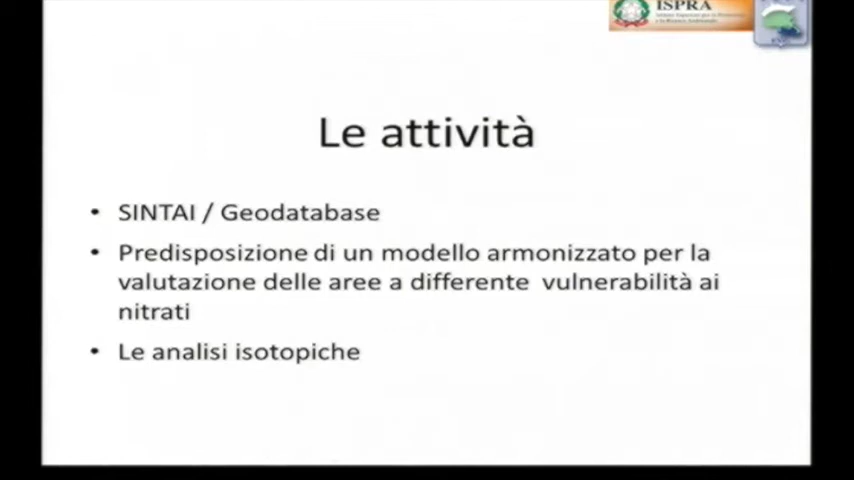 ISPRA
Le attività
• SINTAI / Geodatabase
• Predisposizione di un modello armonizzato per la
valutazione delle aree a differente vulnerabilità ai
nitrati
• Le analisi isotopiche